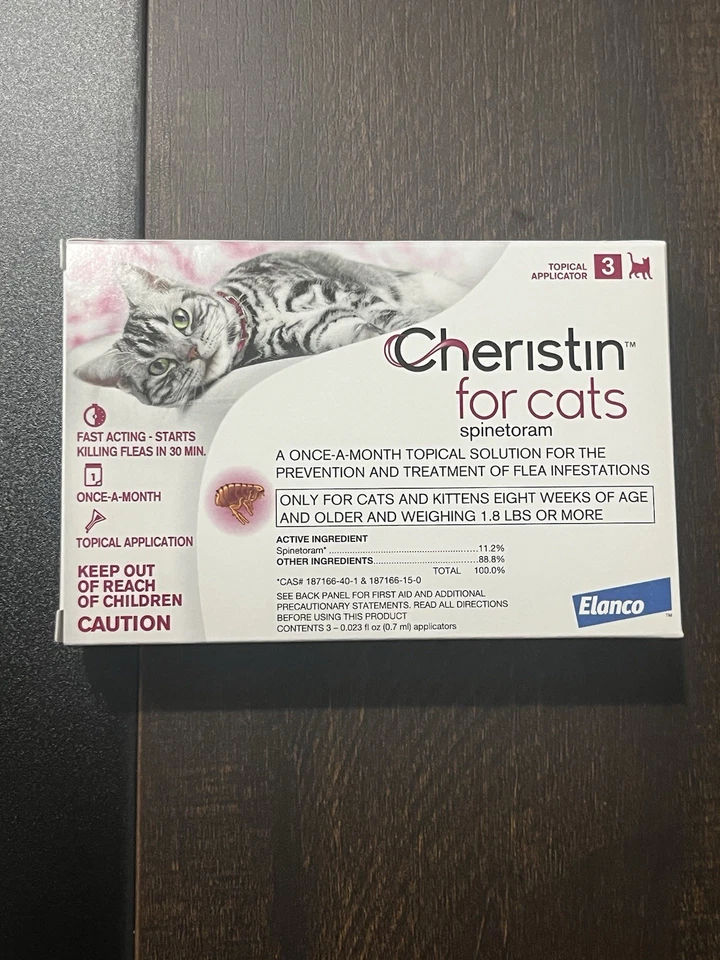 TOPICAL
APPLICATOR 3
Cheristin™
for cats
spinetoram
A ONCE-A-MONTH TOPICAL SOLUTION FOR THE
PREVENTION AND TREATMENT OF FLEA INFESTATIONS
ONLY FOR CATS AND KITTENS EIGHT WEEKS OF AGE
AND OLDER AND WEIGHING 1.8 LBS OR MORE
ACTIVE INGREDIENT
Spinetoram*..................................................11.2%
OTHER INGREDIENTS..............................88.8%
TOTAL 100.0%
*CAS# 187166-40-1 & 187166-15-0
SEE BACK PANEL FOR FIRST AID AND ADDITIONAL
PRECAUTIONARY STATEMENTS. READ ALL DIRECTIONS
BEFORE USING THIS PRODUCT
CONTENTS 3 – 0.023 fl oz (0.7 ml) applicators
FAST ACTING - STARTS
KILLING FLEAS IN 30 MIN.
1
ONCE-A-MONTH
TOPICAL APPLICATION
KEEP OUT
OF REACH
OF CHILDREN
CAUTION
Elanco™